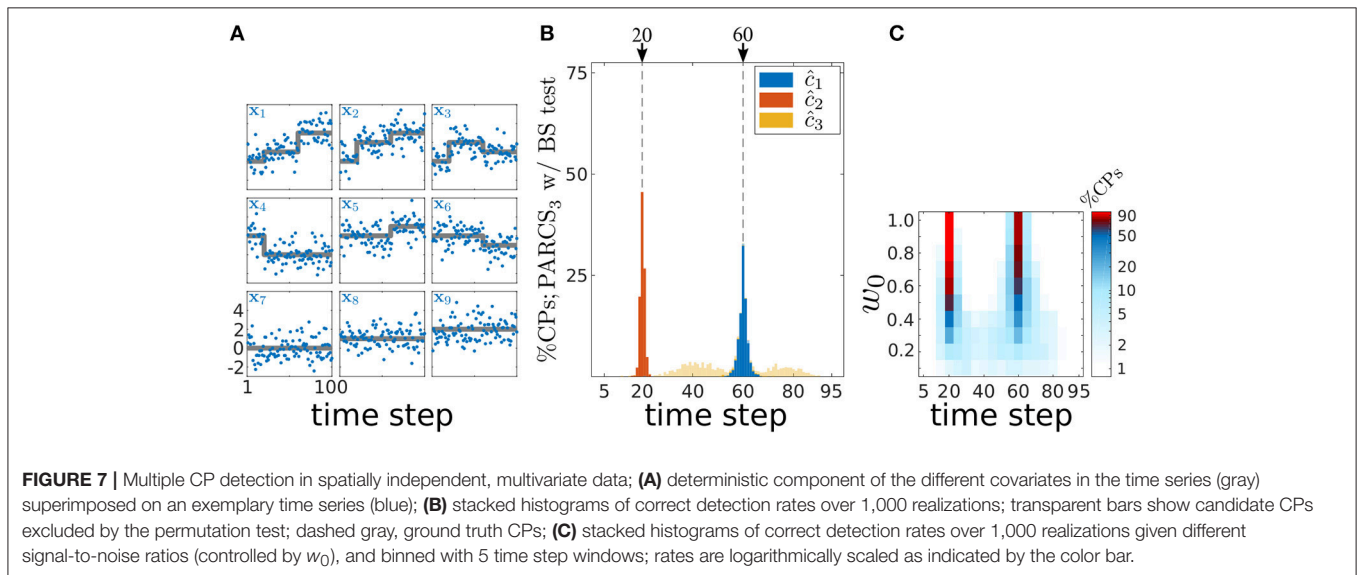 A
x1
x2
x3
x4
x5
x6
x7
x8
x9
4
2
0
-2
1
100
time step
B
20
60
%CPs; PARCS3 w/ BS test
75
50
25
ĉ1
ĉ2
ĉ3
5
20
40
60
80
95
time step
C
w0
1.0
0.8
0.6
0.4
0.2
5
20
40
60
80
95
time step
%CPs
90
50
20
10
5
2
1
FIGURE 7 | Multiple CP detection in spatially independent, multivariate data; (A) deterministic component of the different covariates in the time series (gray)
superimposed on an exemplary time series (blue); (B) stacked histograms of correct detection rates over 1,000 realizations; transparent bars show candidate CPs
excluded by the permutation test; dashed gray, ground truth CPs; (C) stacked histograms of correct detection rates over 1,000 realizations given different
signal-to-noise ratios (controlled by w0), and binned with 5 time step windows; rates are logarithmically scaled as indicated by the color bar.